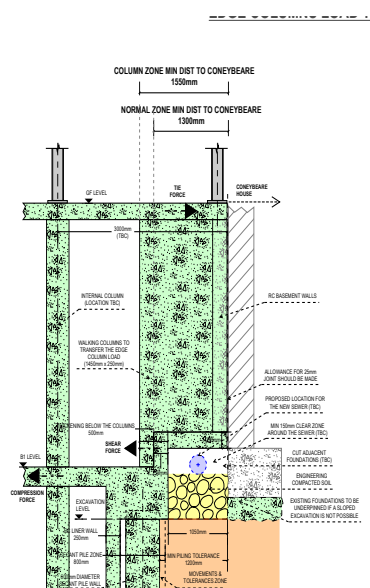 COLUMN ZONE MIN DIST TO CONEYBEARE
1550mm
NORMAL ZONE MIN DIST TO CONEYBEARE
1300mm
GF LEVEL
TIE
FORCE
CONEYBEARE
HOUSE
3000mm
(TBC)
INTERNAL COLUMN
(LOCATION TBC)
RC BASEMENT WALLS
WALKING COLUMNS TO
TRANSFER THE EDGE
COLUMN LOAD
(1450mm x 250mm)
ALLOWANCE FOR 25mm
JOINT SHOULD BE MADE
PROPOSED LOCATION FOR
THE NEW SEWER (TBC)
BELOW THE COLUMNS
500mm
MIN 150mm CLEAR ZONE
AROUND THE SEWER (TBC)
SHEAR
FORCE
B1 LEVEL
CUT ADJACENT
FOUNDATIONS (TBC)
ENGINEERING
COMPACTED SOIL
COMPRESSION
FORCE
EXCAVATION
LEVEL
EXISTING FOUNDATIONS TO BE
UNDERPINNED IF A SLOPED
EXCAVATION IS NOT POSSIBLE
LINER WALL
250mm
1050mm
PILE ZONE
800mm
MIN PILING TOLERANCE
1200mm
DIAMETER
PILE WALL
MOVEMENTS &
TOLERANCES ZONE